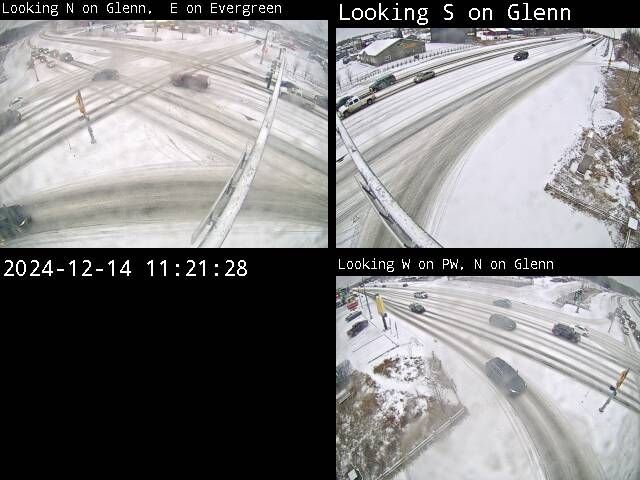 Looking N on Glenn,  E on Evergreen
Looking S on Glenn
2024-12-14 11:21:28
Looking W on PW, N on Glenn